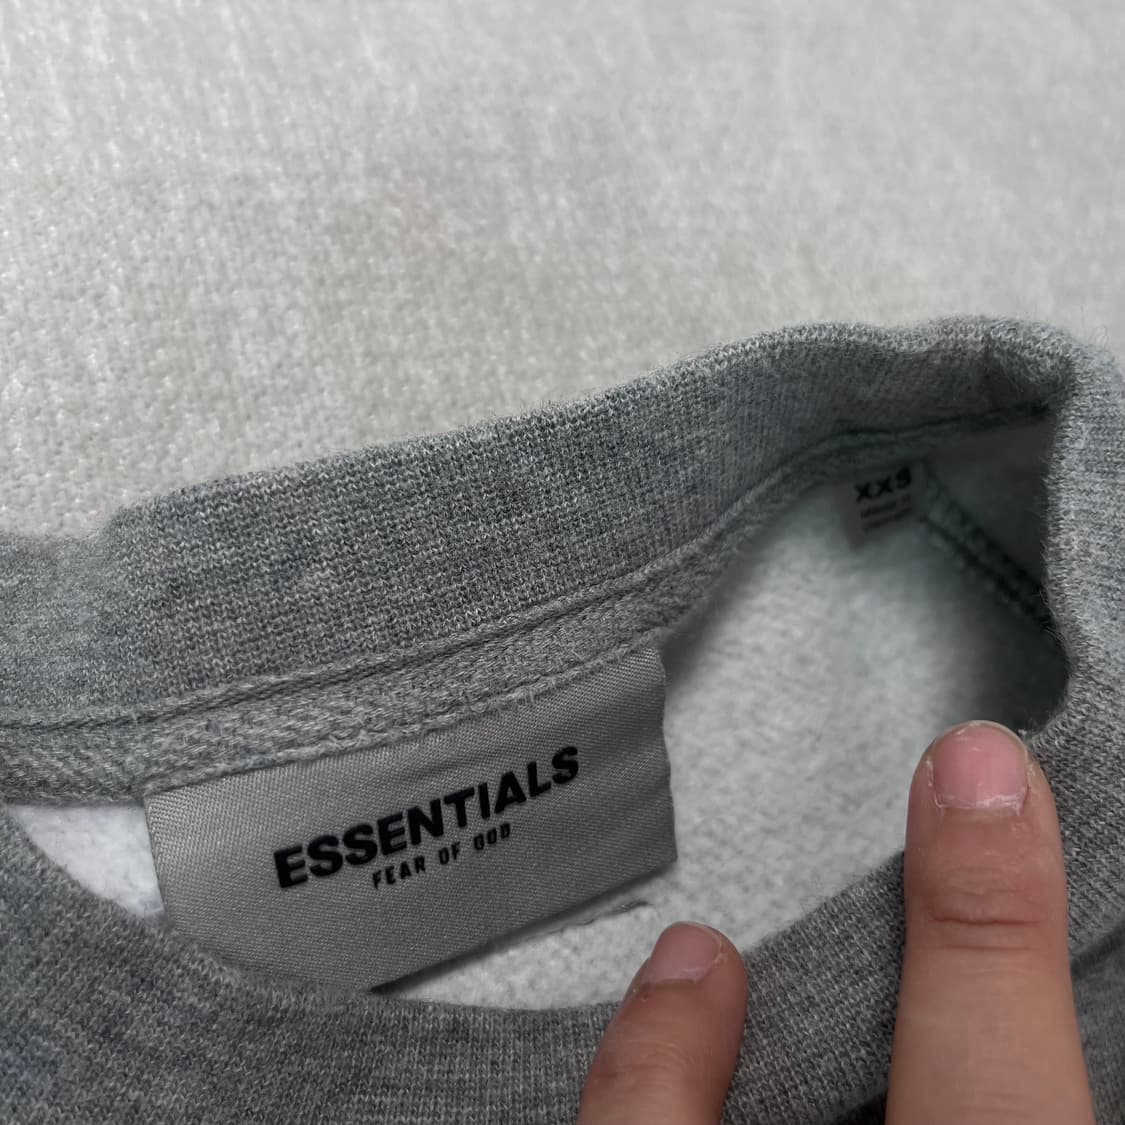 ESSENTIALS
FEAR OF GOD
XXS